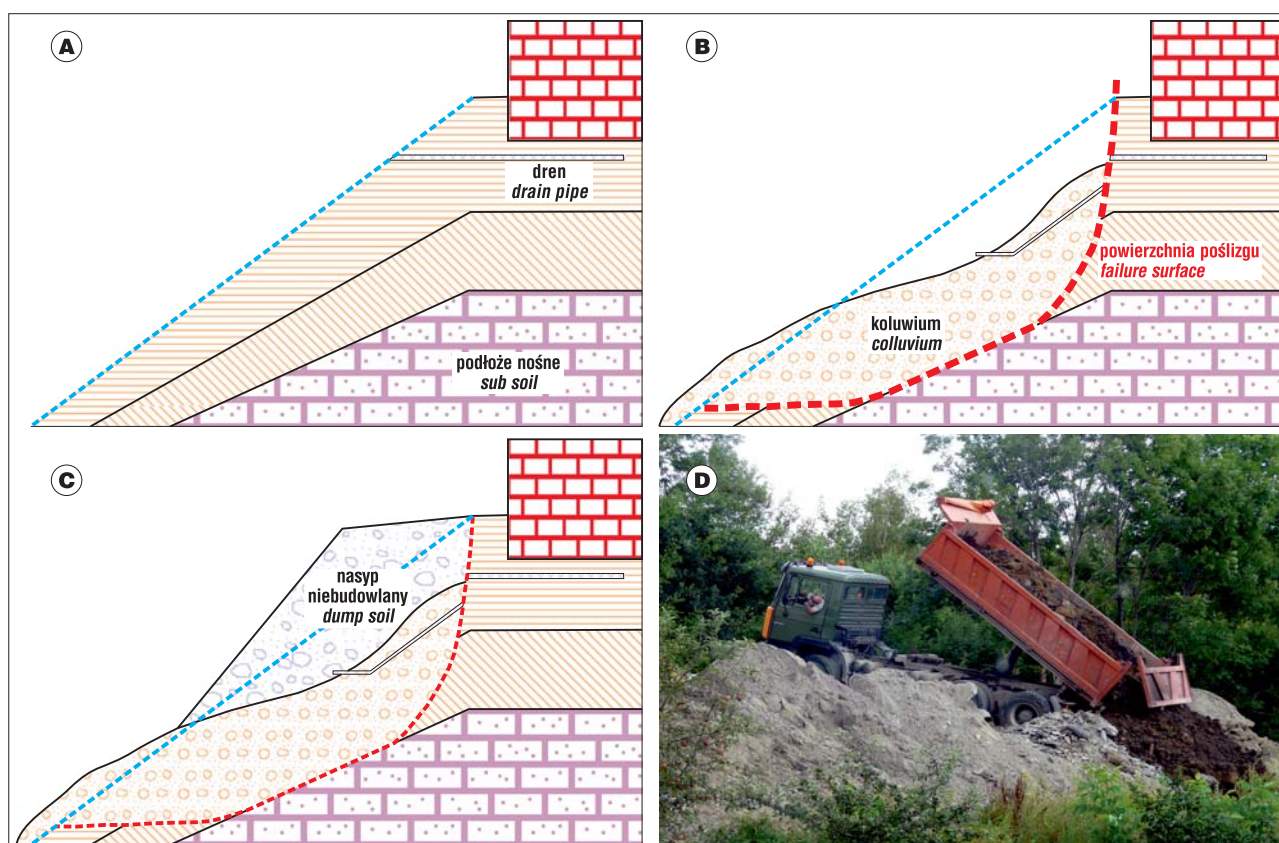 A
dren
drain pipe
podłoże nośne
sub soil
B
powierzchnia poślizgu
failure surface
koluwium
colluvium
C
nasyp
niebudowlany
dump soil
D